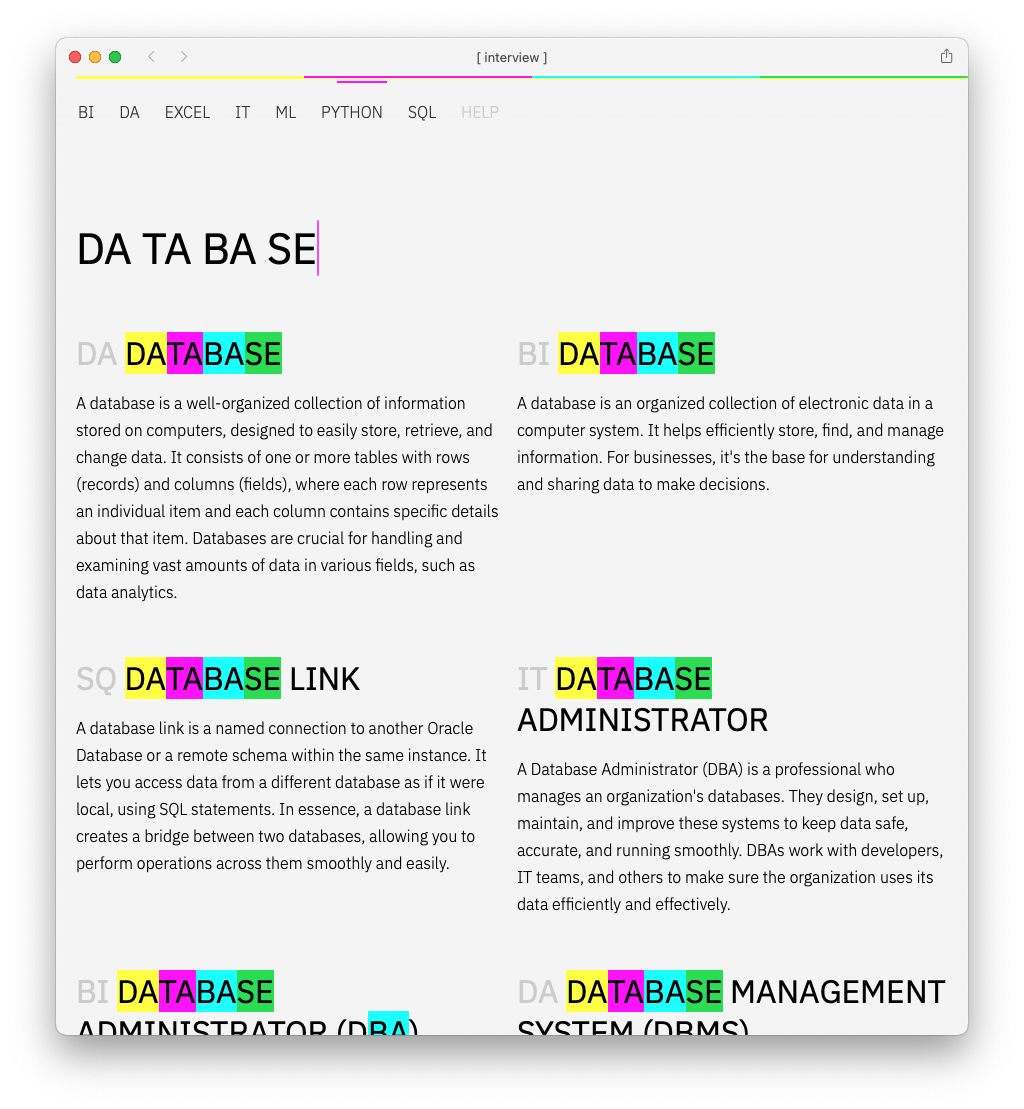 [ interview ]
BI DA EXCEL IT ML PYTHON SQL HELP
DA TA BA SE
DA DATABASE
A database is a well-organized collection of information
stored on computers, designed to easily store, retrieve, and
change data. It consists of one or more tables with rows
(records) and columns (fields), where each row represents
an individual item and each column contains specific details
about that item. Databases are crucial for handling and
examining vast amounts of data in various fields, such as
data analytics.
BI DATABASE
A database is an organized collection of electronic data in a
computer system. It helps efficiently store, find, and manage
information. For businesses, it's the base for understanding
and sharing data to make decisions.
SQ DATABASE LINK
A database link is a named connection to another Oracle
Database or a remote schema within the same instance. It
lets you access data from a different database as if it were
local, using SQL statements. In essence, a database link
creates a bridge between two databases, allowing you to
perform operations across them smoothly and easily.
IT DATABASE
ADMINISTRATOR
A Database Administrator (DBA) is a professional who
manages an organization's databases. They design, set up,
maintain, and improve these systems to keep data safe,
accurate, and running smoothly. DBAs work with developers,
IT teams, and others to make sure the organization uses its
data efficiently and effectively.
BI DATABASE
ADMINISTRATOR (DBA)
DA DATABASE MANAGEMENT
SYSTEM (DBMS)